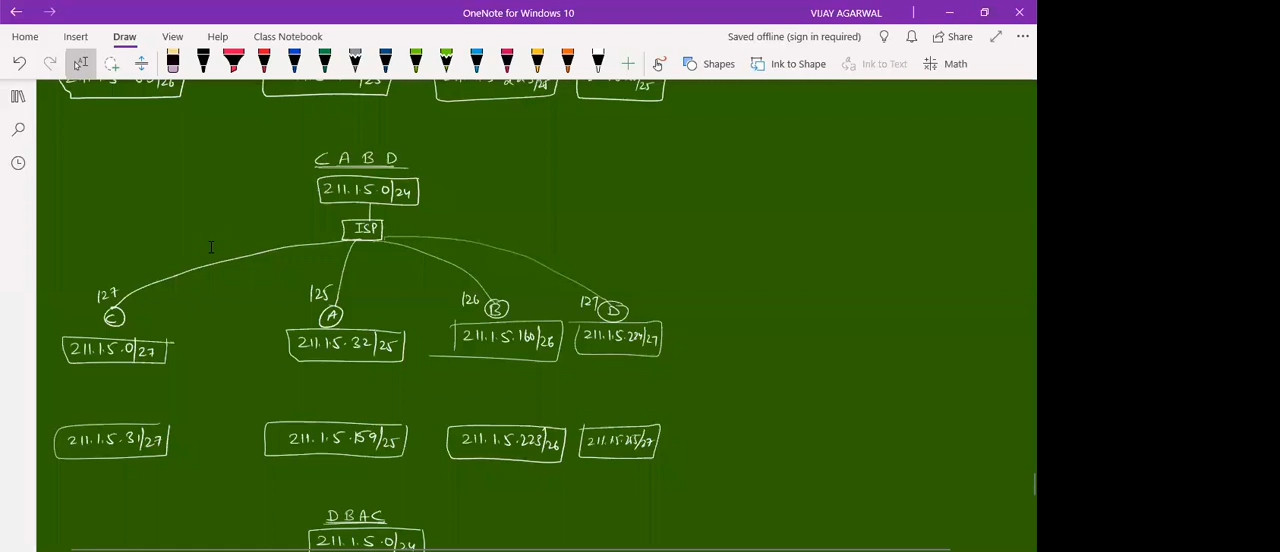 OneNote for Windows 10
VIJAY AGARWAL
Home Insert Draw View Help Class Notebook
Saved offline (sign in required) Share
Shapes Ink to Shape Ink to Text Math
C A B D
211.1.5.0/24
ISP
/27 /25 /26 /27
C A B D
211.1.5.0/27 211.1.5.32/25 211.1.5.160/26 211.1.5.224/27
211.1.5.31/27 211.1.5.159/25 211.1.5.223/26 211.1.5.255/27
DBAC
211.1.5.0/24